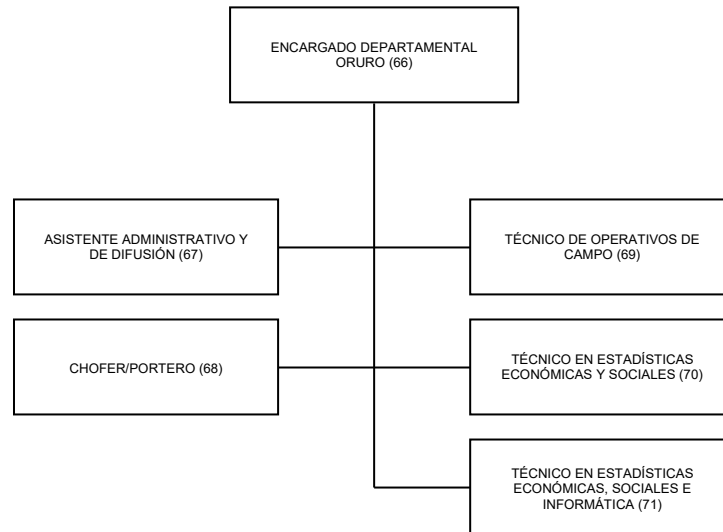 ENCARGADO DEPARTAMENTAL
ORURO (66)
ASISTENTE ADMINISTRATIVO Y
DE DIFUSIÓN (67)
TÉCNICO DE OPERATIVOS DE
CAMPO (69)
CHOFER/PORTERO (68)
TÉCNICO EN ESTADÍSTICAS
ECONÓMICAS Y SOCIALES (70)
TÉCNICO EN ESTADÍSTICAS
ECONÓMICAS, SOCIALES E
INFORMÁTICA (71)